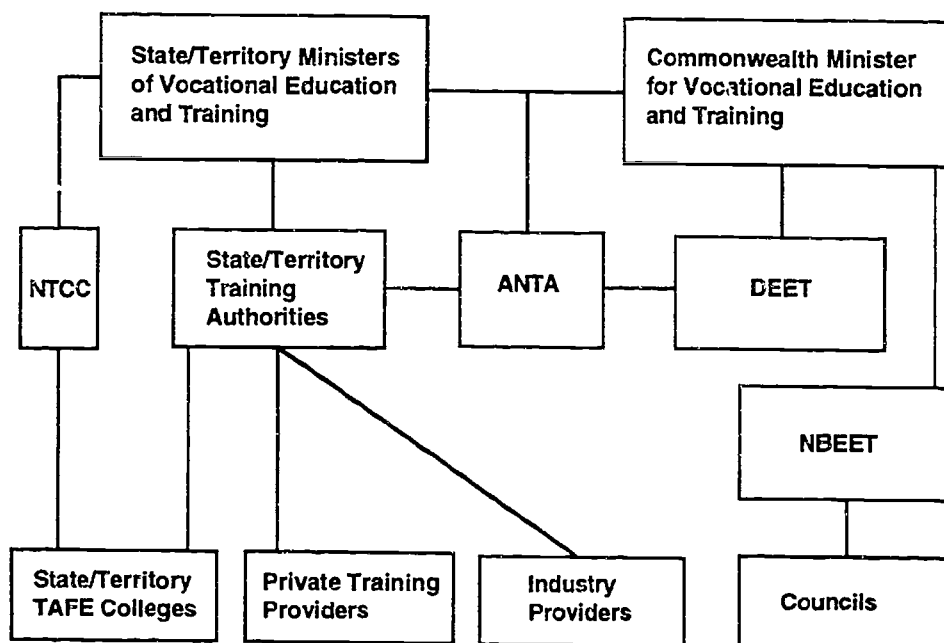 State/Territory Ministers
of Vocational Education
and Training
Commonwealth Minister
for Vocational Education
and Training
NTCC
State/Territory
Training
Authorities
ANTA
DEET
NBEET
State/Territory
TAFE Colleges
Private Training
Providers
Industry
Providers
Councils